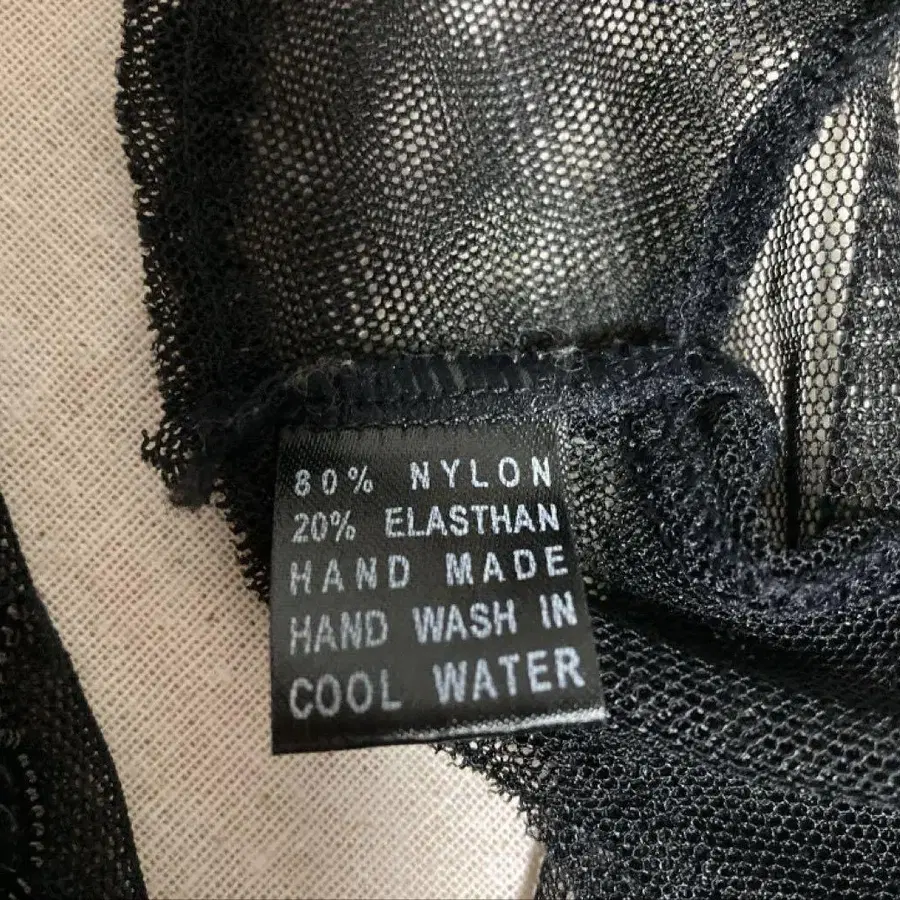 80% NYLON
20% ELASTHAN
HAND MADE
HAND WASH IN
COOL WATER